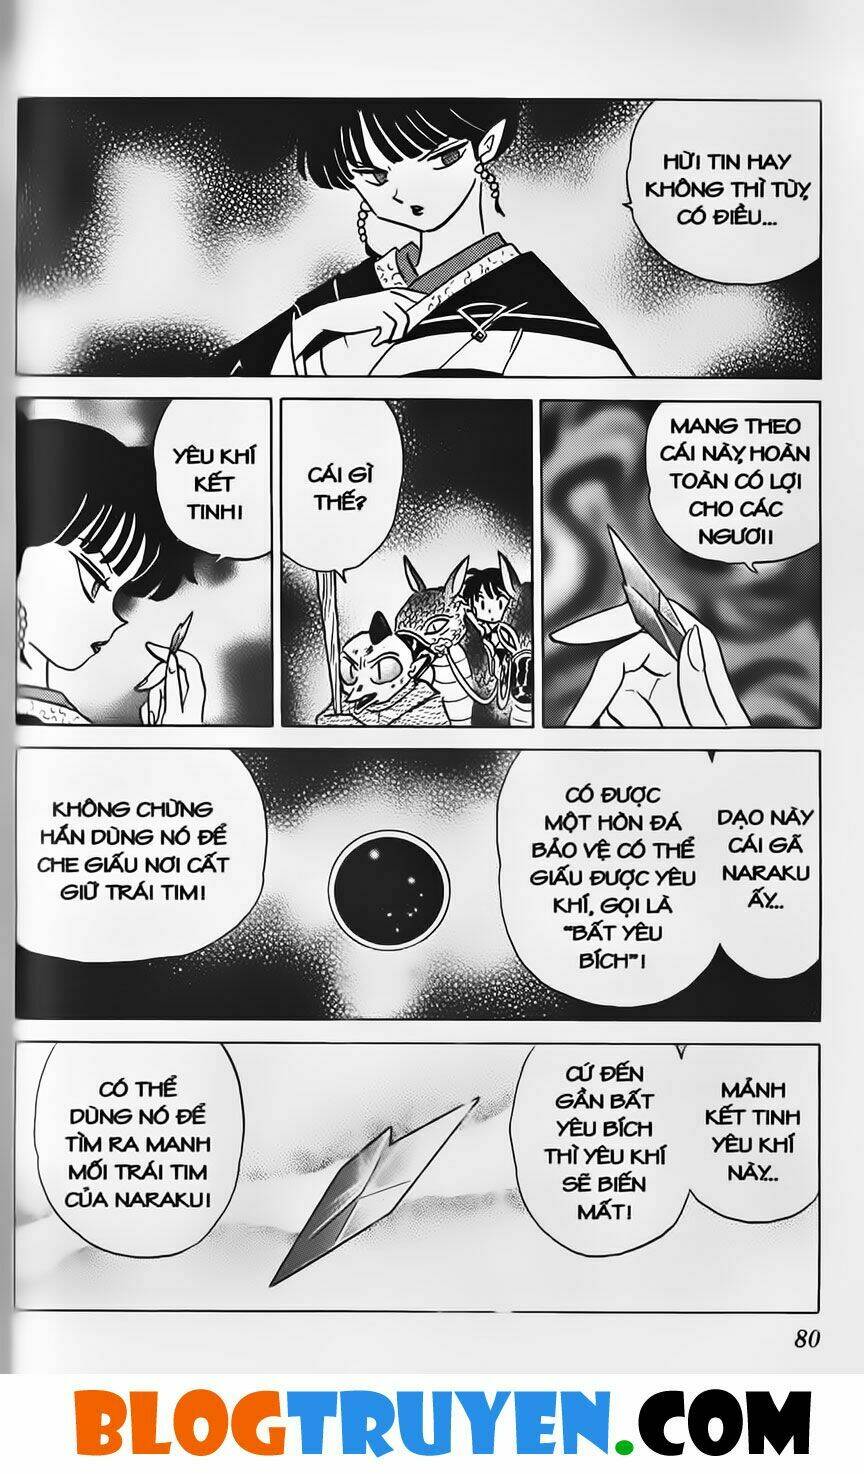 HỨ! TIN HAY
KHÔNG THÌ TÙY,
CÓ ĐIỀU...
MANG THEO
CÁI NÀY, HOÀN
TOÀN CÓ LỢI
CHO CÁC
NGƯƠI!
CÁI GÌ
THẾ?
YÊU KHÍ
KẾT
TINH!
DẠO NÀY
CÁI GÃ
NARAKU
ẤY...
CÓ ĐƯỢC
MỘT HÒN ĐÁ
BẢO VỆ CÓ THỂ
GIẤU ĐƯỢC YÊU
KHÍ, GỌI LÀ
"BẤT YÊU
BÍCH"!
KHÔNG CHỪNG
HẮN DÙNG NÓ ĐỂ
CHE GIẤU NƠI CẤT
GIỮ TRÁI TIM!
MẢNH
KẾT TINH
YÊU KHÍ
NÀY...
CỨ ĐẾN
GẦN BẤT
YÊU BÍCH
THÌ YÊU KHÍ
SẼ BIẾN
MẤT!
CÓ THỂ
DÙNG NÓ ĐỂ
TÌM RA MANH
MỐI TRÁI TIM
CỦA NARAKU!
80
BLOGTRUYEN.COM